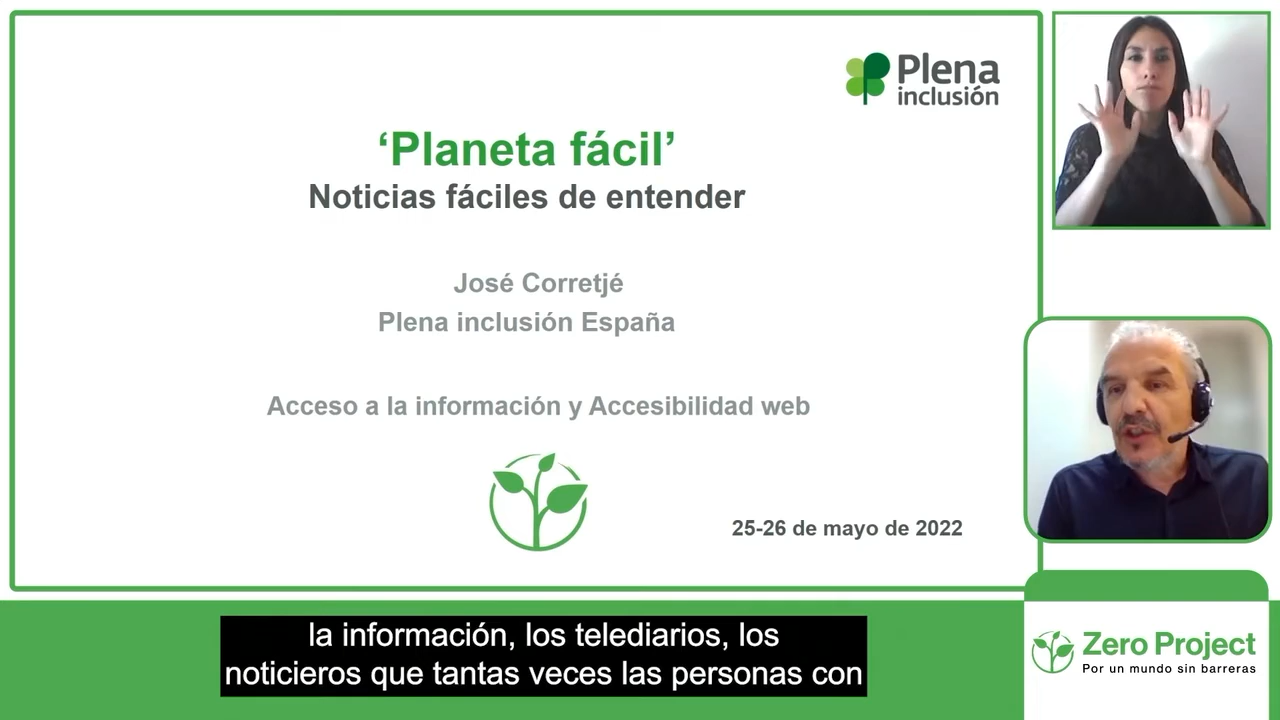 Plena
inclusión
‘Planeta fácil’
Noticias fáciles de entender
José Corretjé
Plena inclusión España
Acceso a la información y Accesibilidad web
25-26 de mayo de 2022
la información, los telediarios, los
noticieros que tantas veces las personas con
Zero Project
Por un mundo sin barreras